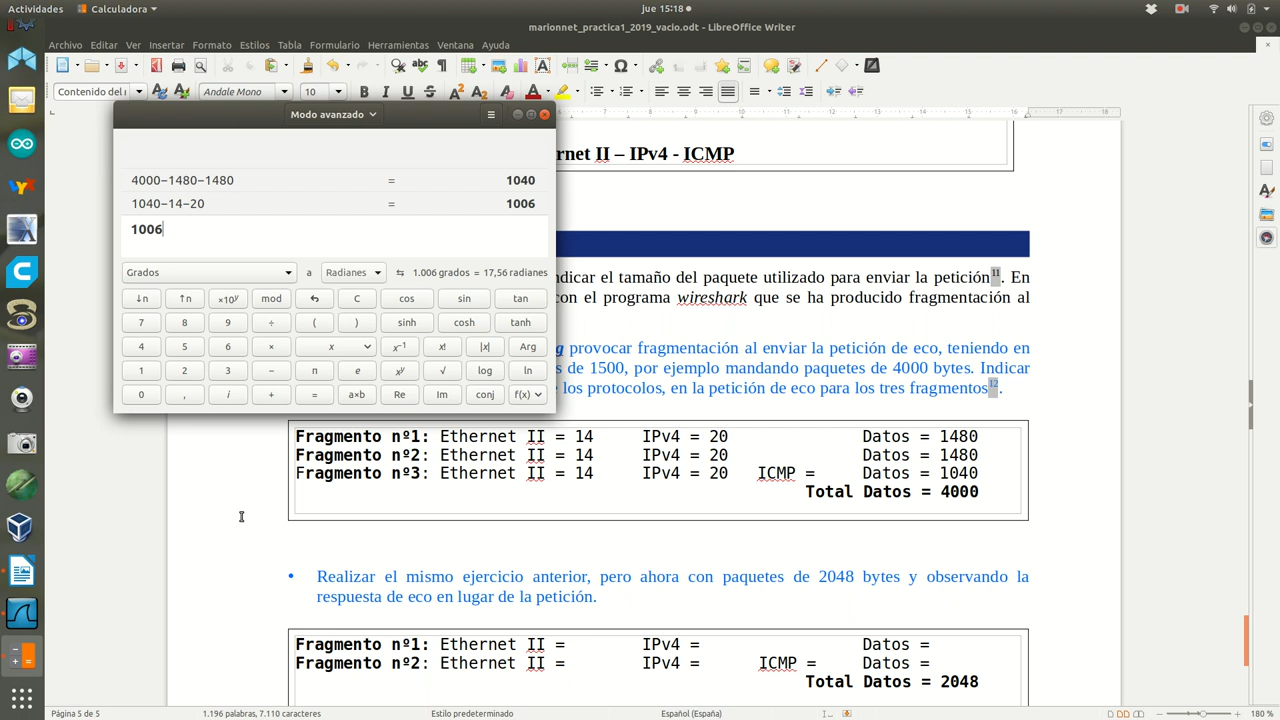 Actividades Calculadora jue 15:18
marionnet_practica1_2019_vacio.odt - LibreOffice Writer
Archivo Editar Ver Insertar Formato Estilos Tabla Formulario Herramientas Ventana Ayuda
Contenido del Andale Mono 10
Modo avanzado
4000−1480−1480 = 1040
1040−14−20 = 1006
1006
Grados a Radianes 1.006 grados = 17,56 radianes
↓n ↑n ×10ʸ mod C cos sin tan
7 8 9 ÷ ( ) sinh cosh tanh
4 5 6 × x x⁻¹ x! |x| Arg
1 2 3 − π e xʸ √ log ln
0 , i + = a×b Re Im conj f(x)
rnet II – IPv4 - ICMP
ndicar el tamaño del paquete utilizado para enviar la petición11. En
con el programa wireshark que se ha producido fragmentación al
g provocar fragmentación al enviar la petición de eco, teniendo en
s de 1500, por ejemplo mandando paquetes de 4000 bytes. Indicar
e los protocolos, en la petición de eco para los tres fragmentos12.
Fragmento nº1: Ethernet II = 14 IPv4 = 20 Datos = 1480
Fragmento nº2: Ethernet II = 14 IPv4 = 20 Datos = 1480
Fragmento nº3: Ethernet II = 14 IPv4 = 20 ICMP = Datos = 1040
Total Datos = 4000
• Realizar el mismo ejercicio anterior, pero ahora con paquetes de 2048 bytes y observando la
respuesta de eco en lugar de la petición.
Fragmento nº1: Ethernet II = IPv4 = Datos =
Fragmento nº2: Ethernet II = IPv4 = ICMP = Datos =
Total Datos = 2048
Página 5 de 5 1.196 palabras, 7.110 caracteres Estilo predeterminado Español (España) 180 %